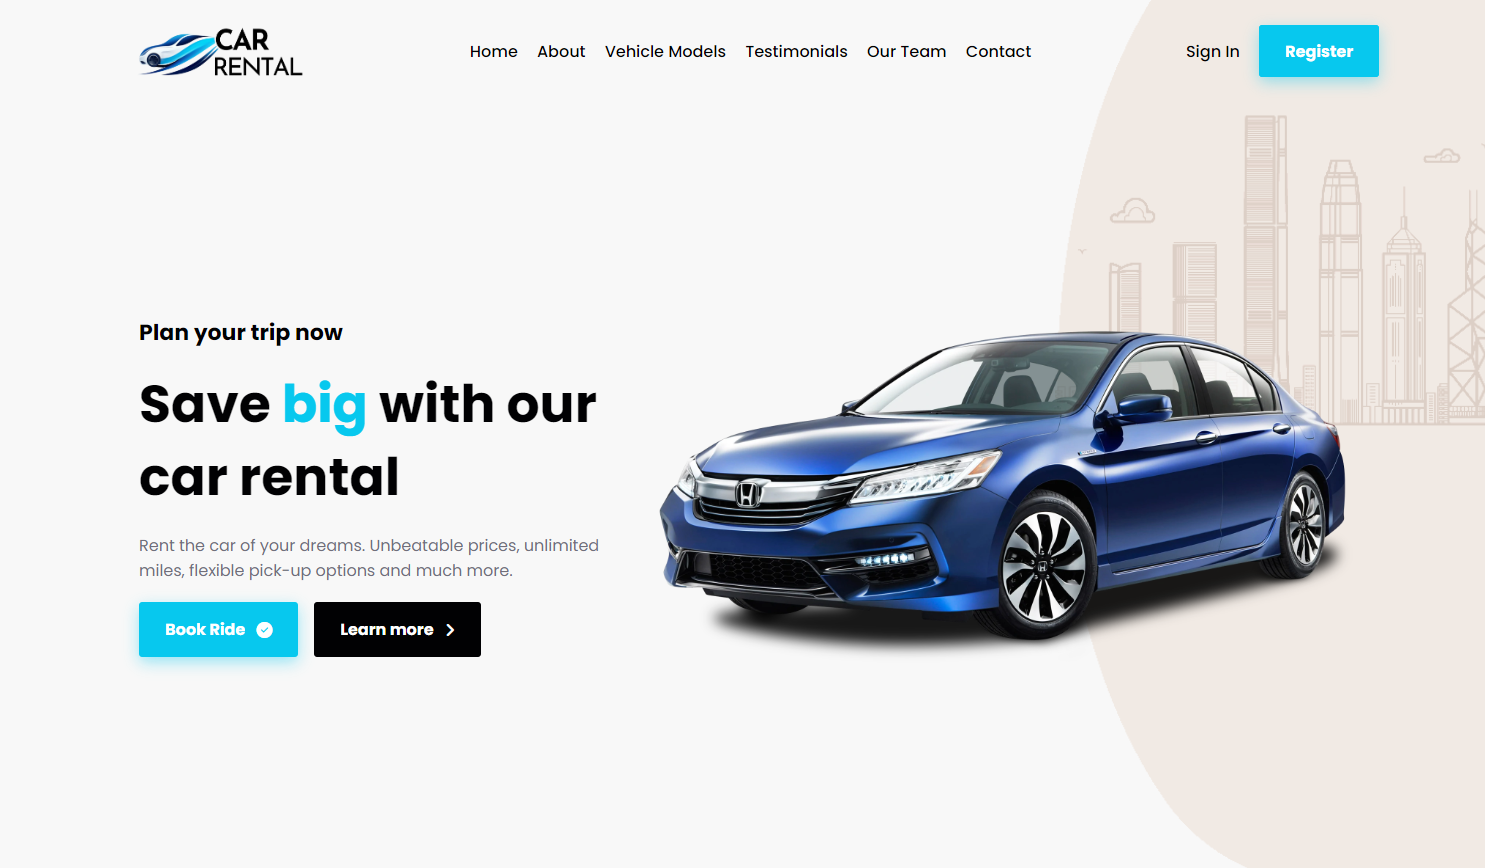 CAR
RENTAL
Home About Vehicle Models Testimonials Our Team Contact
Sign In Register
Plan your trip now
Save big with our
car rental
Rent the car of your dreams. Unbeatable prices, unlimited
miles, flexible pick-up options and much more.
Book Ride Learn more